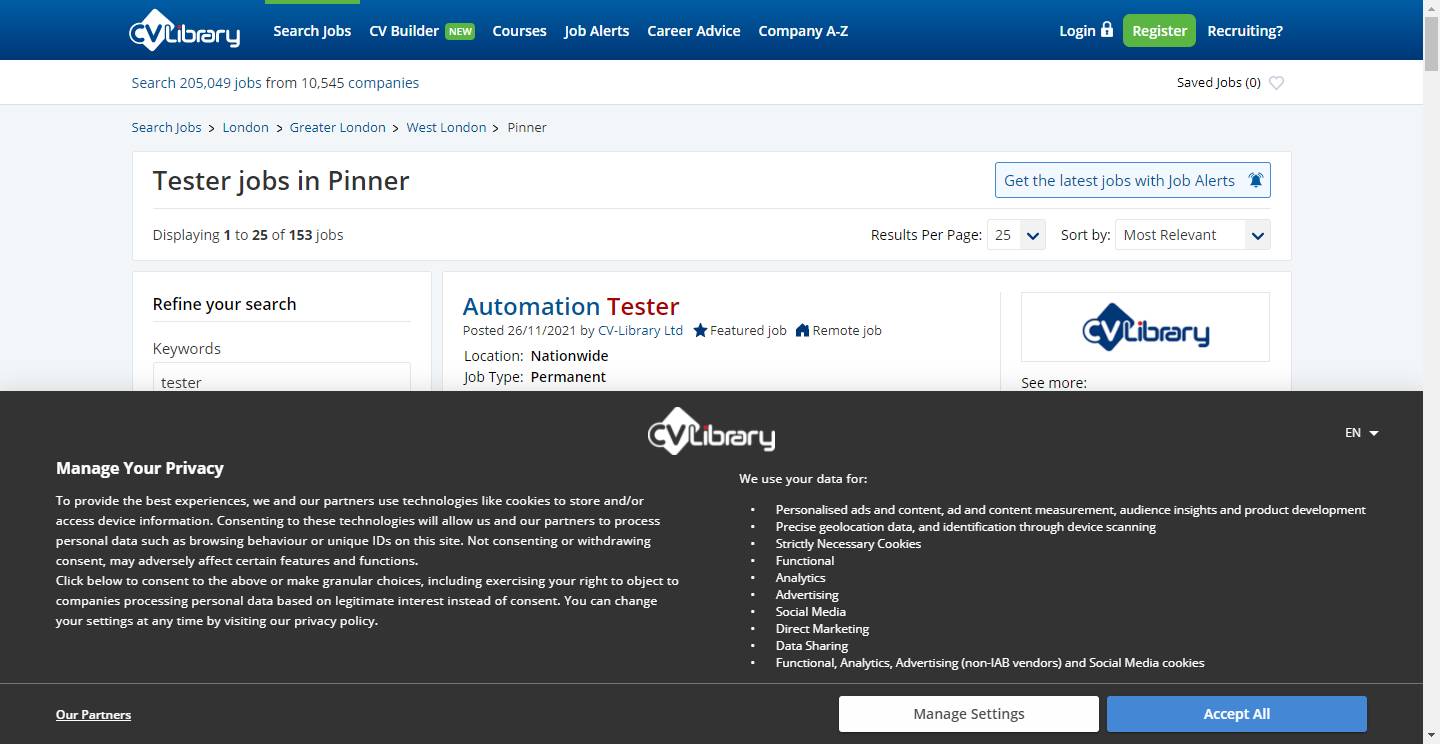 CVLibrary Search Jobs CV Builder NEW Courses Job Alerts Career Advice Company A-Z Login Register Recruiting?
Search 205,049 jobs from 10,545 companies Saved Jobs (0)
Search Jobs > London > Greater London > West London > Pinner
Tester jobs in Pinner Get the latest jobs with Job Alerts
Displaying 1 to 25 of 153 jobs Results Per Page: 25 Sort by: Most Relevant
Refine your search
Keywords
tester
Automation Tester
Posted 26/11/2021 by CV-Library Ltd Featured job Remote job
Location: Nationwide
Job Type: Permanent
CVLibrary
See more:
CVLibrary
EN
Manage Your Privacy
To provide the best experiences, we and our partners use technologies like cookies to store and/or
access device information. Consenting to these technologies will allow us and our partners to process
personal data such as browsing behaviour or unique IDs on this site. Not consenting or withdrawing
consent, may adversely affect certain features and functions.
Click below to consent to the above or make granular choices, including exercising your right to object to
companies processing personal data based on legitimate interest instead of consent. You can change
your settings at any time by visiting our privacy policy.
We use your data for:
• Personalised ads and content, ad and content measurement, audience insights and product development
• Precise geolocation data, and identification through device scanning
• Strictly Necessary Cookies
• Functional
• Analytics
• Advertising
• Social Media
• Direct Marketing
• Data Sharing
• Functional, Analytics, Advertising (non-IAB vendors) and Social Media cookies
Our Partners Manage Settings Accept All